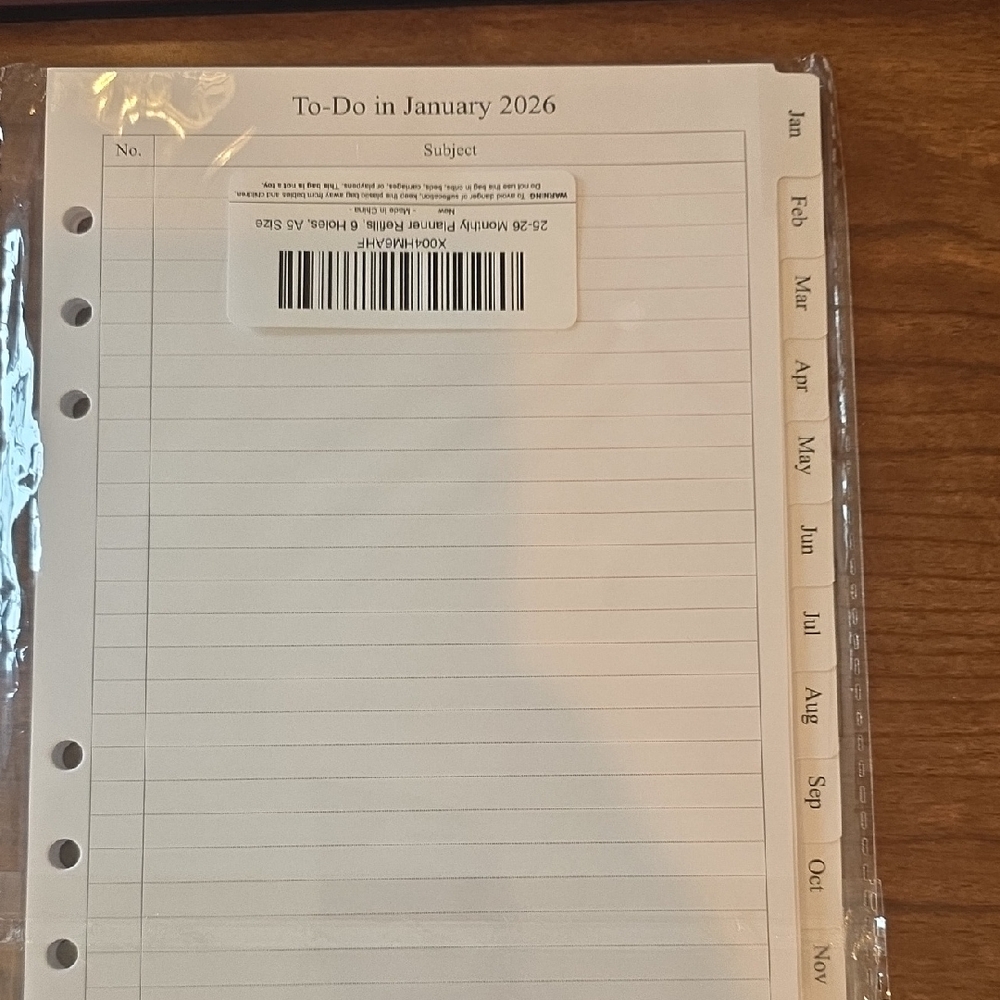 To-Do in January 2026
No. Subject
X004HM6AHF
25-26 Monthly Planner Refills, 6 Holes, A5 Size
New - Made in China
WARNING: To avoid danger of suffocation, keep this plastic bag away from babies and children.
Do not use this bag in cribs, beds, carriages, or playpens. This bag is not a toy.
Jan
Feb
Mar
Apr
May
Jun
Jul
Aug
Sep
Oct
Nov